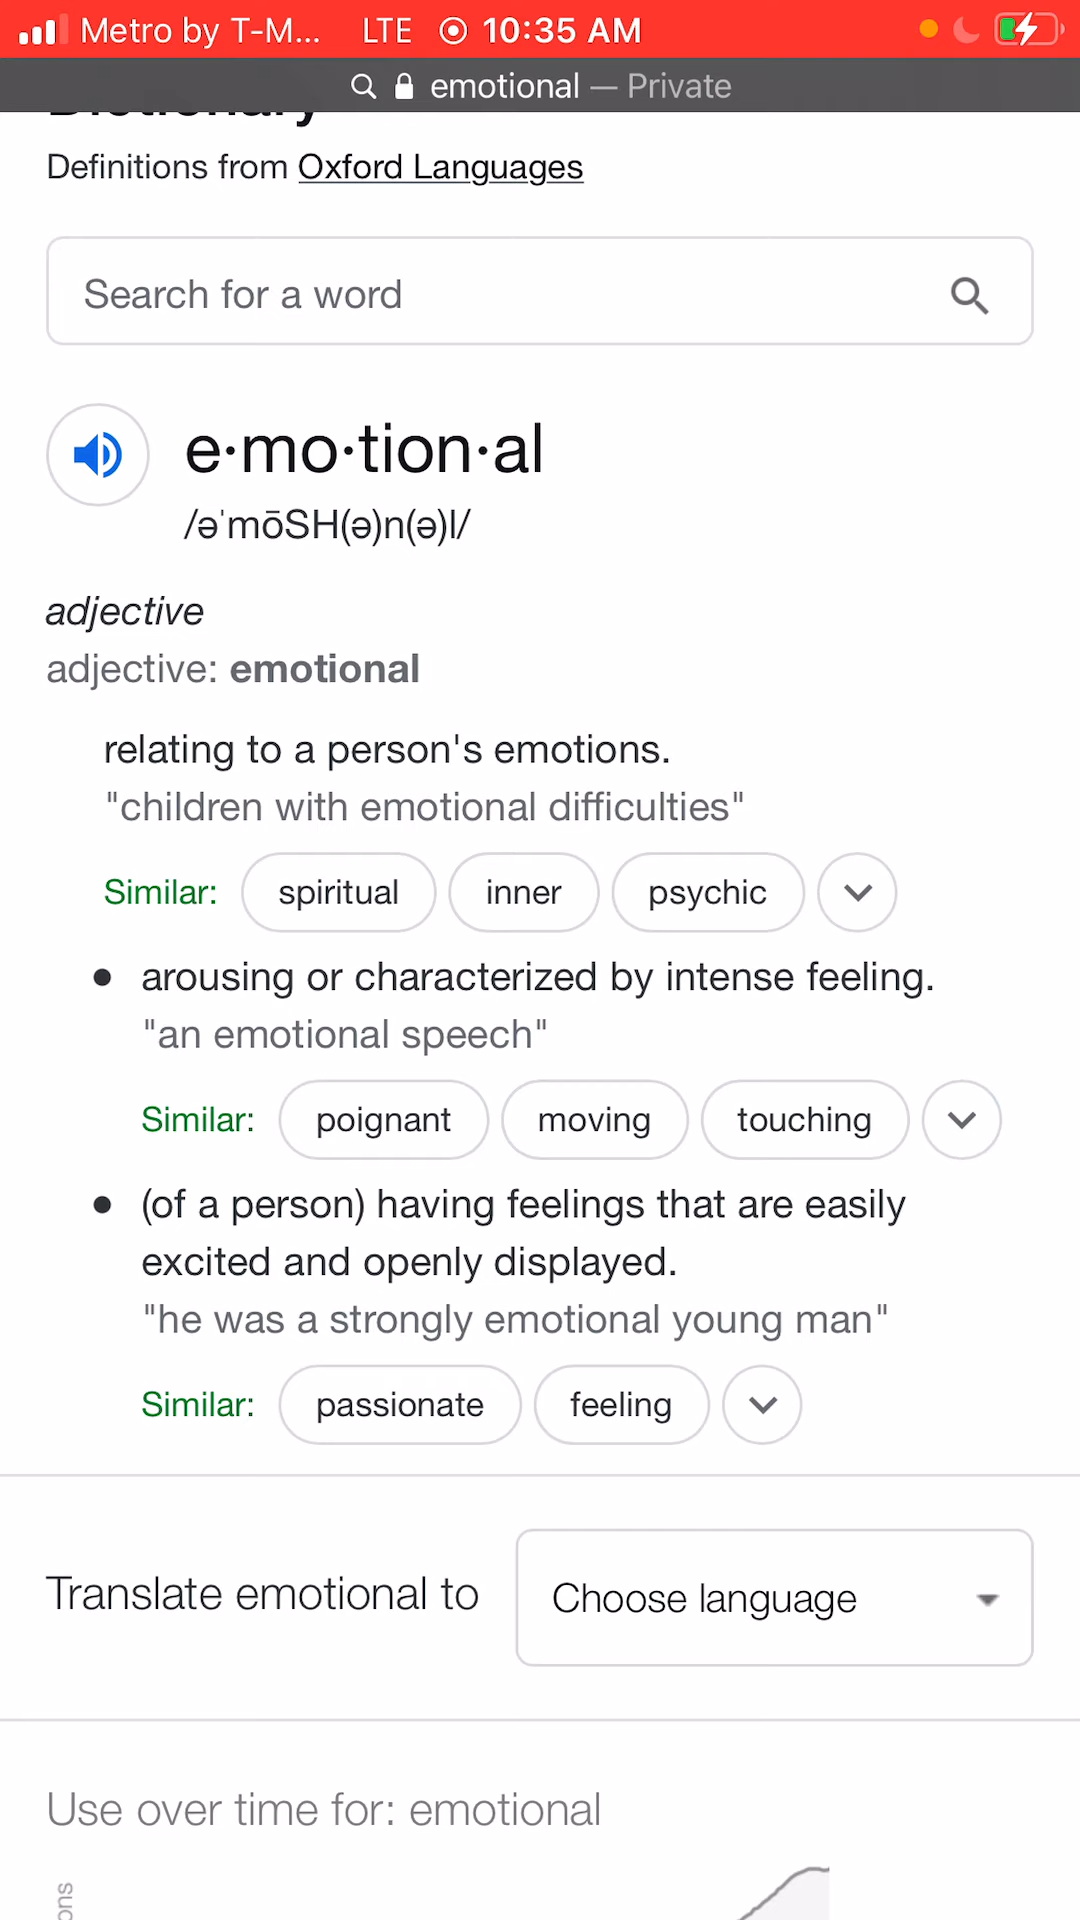 Metro by T-M... LTE 10:35 AM
emotional — Private
Dictionary
Definitions from Oxford Languages
Search for a word
e·mo·tion·al
/əˈmōSH(ə)n(ə)l/
adjective
adjective: emotional
relating to a person's emotions.
"children with emotional difficulties"
Similar: spiritual inner psychic
arousing or characterized by intense feeling.
"an emotional speech"
Similar: poignant moving touching
(of a person) having feelings that are easily
excited and openly displayed.
"he was a strongly emotional young man"
Similar: passionate feeling
Translate emotional to Choose language
Use over time for: emotional